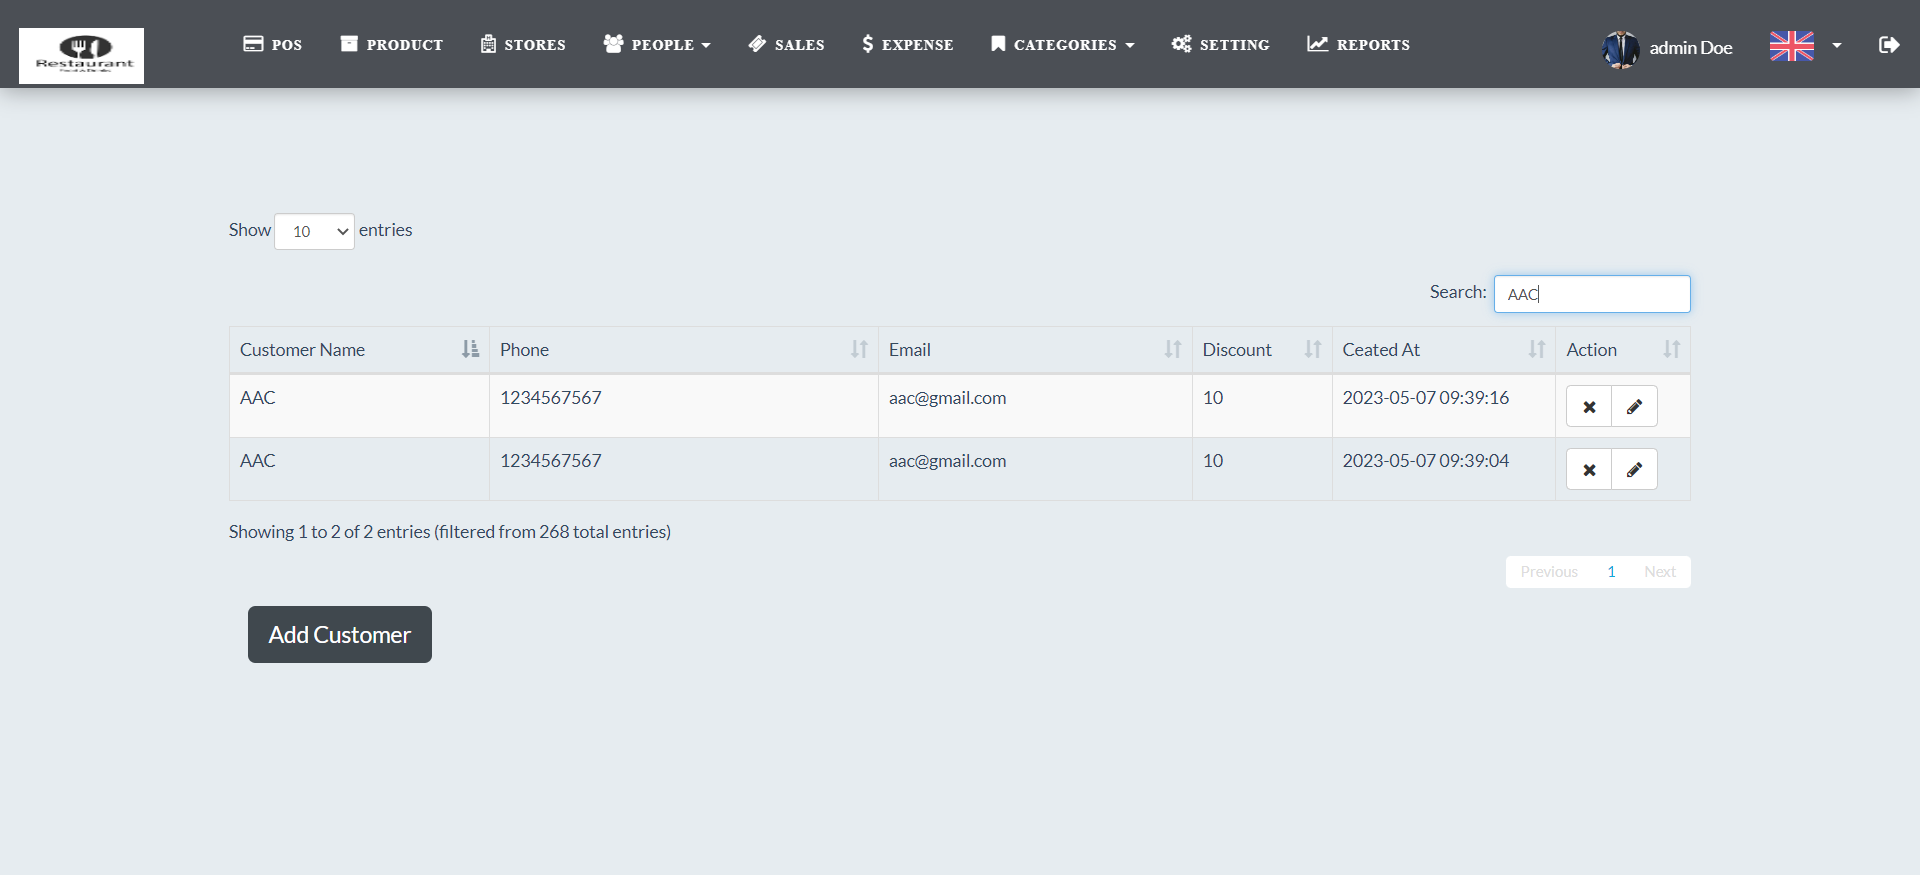 Restaurant
POS PRODUCT STORES PEOPLE SALES EXPENSE CATEGORIES SETTING REPORTS admin Doe
Show 10 entries
Search: AAC
Customer Name Phone Email Discount Ceated At Action
AAC 1234567567 aac@gmail.com 10 2023-05-07 09:39:16
AAC 1234567567 aac@gmail.com 10 2023-05-07 09:39:04
Showing 1 to 2 of 2 entries (filtered from 268 total entries)
Previous 1 Next
Add Customer